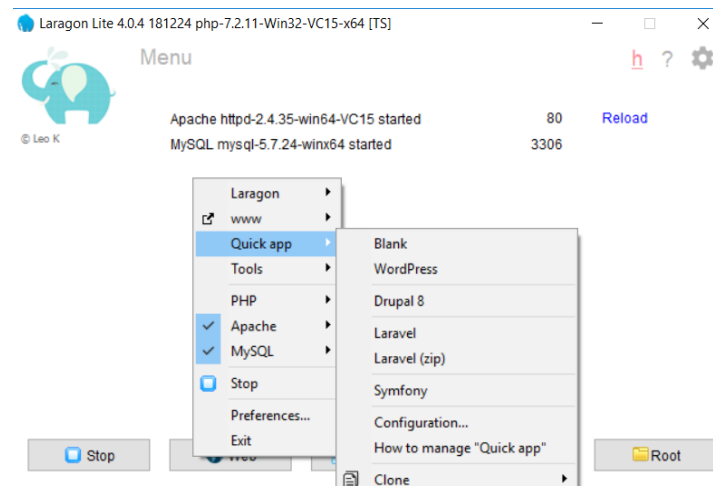 Laragon Lite 4.0.4 181224 php-7.2.11-Win32-VC15-x64 [TS]
Menu
h ?
© Leo K
Apache httpd-2.4.35-win64-VC15 started 80 Reload
MySQL mysql-5.7.24-winx64 started 3306
Laragon
www
Quick app
Tools
PHP
Apache
MySQL
Stop
Preferences...
Exit
Blank
WordPress
Drupal 8
Laravel
Laravel (zip)
Symfony
Configuration...
How to manage "Quick app"
Clone
Stop
Root